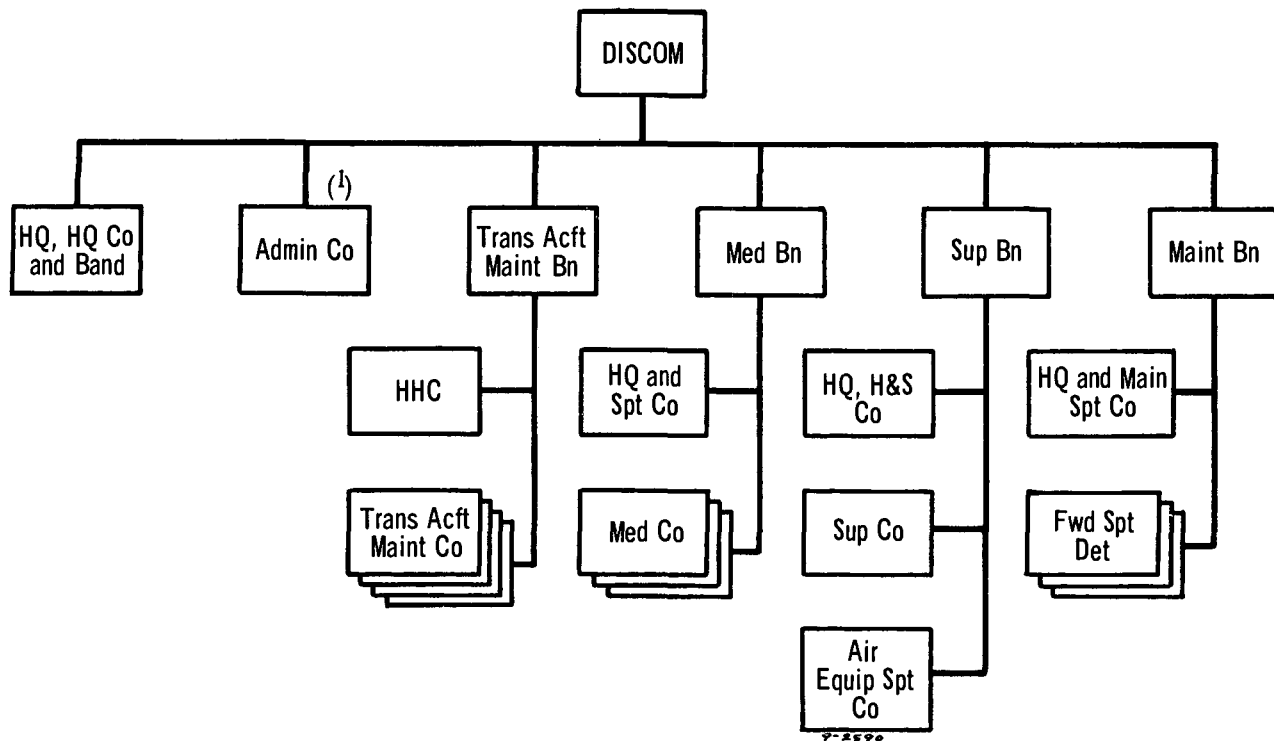 DISCOM
(1)
HQ, HQ Co
and Band
Admin Co
Trans Acft
Maint Bn
Med Bn
Sup Bn
Maint Bn
HHC
HQ and
Spt Co
HQ, H&S
Co
HQ and Main
Spt Co
Trans Acft
Maint Co
Med Co
Sup Co
Fwd Spt
Det
Air
Equip Spt
Co
9-2590